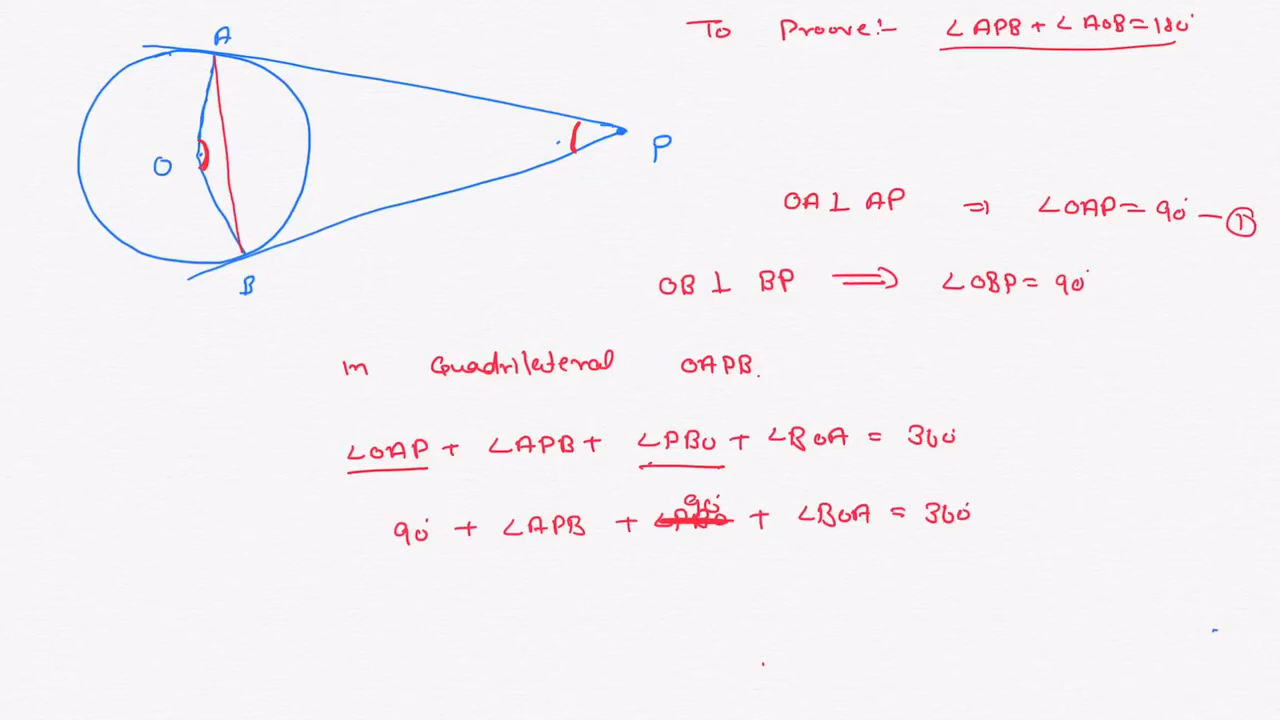 A
To Proove:- ∠APB + ∠AOB = 180°
O
P
OA ⊥ AP ⇒ ∠OAP = 90° — ①
B
OB ⊥ BP ⟹ ∠OBP = 90°
In Quadrilateral OAPB.
∠OAP + ∠APB + ∠PBO + ∠BOA = 360°
90° + ∠APB + 90° + ∠BOA = 360°